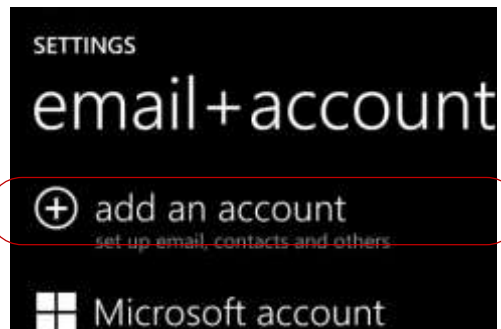 SETTINGS
email+account
add an account
set up email, contacts and others
Microsoft account